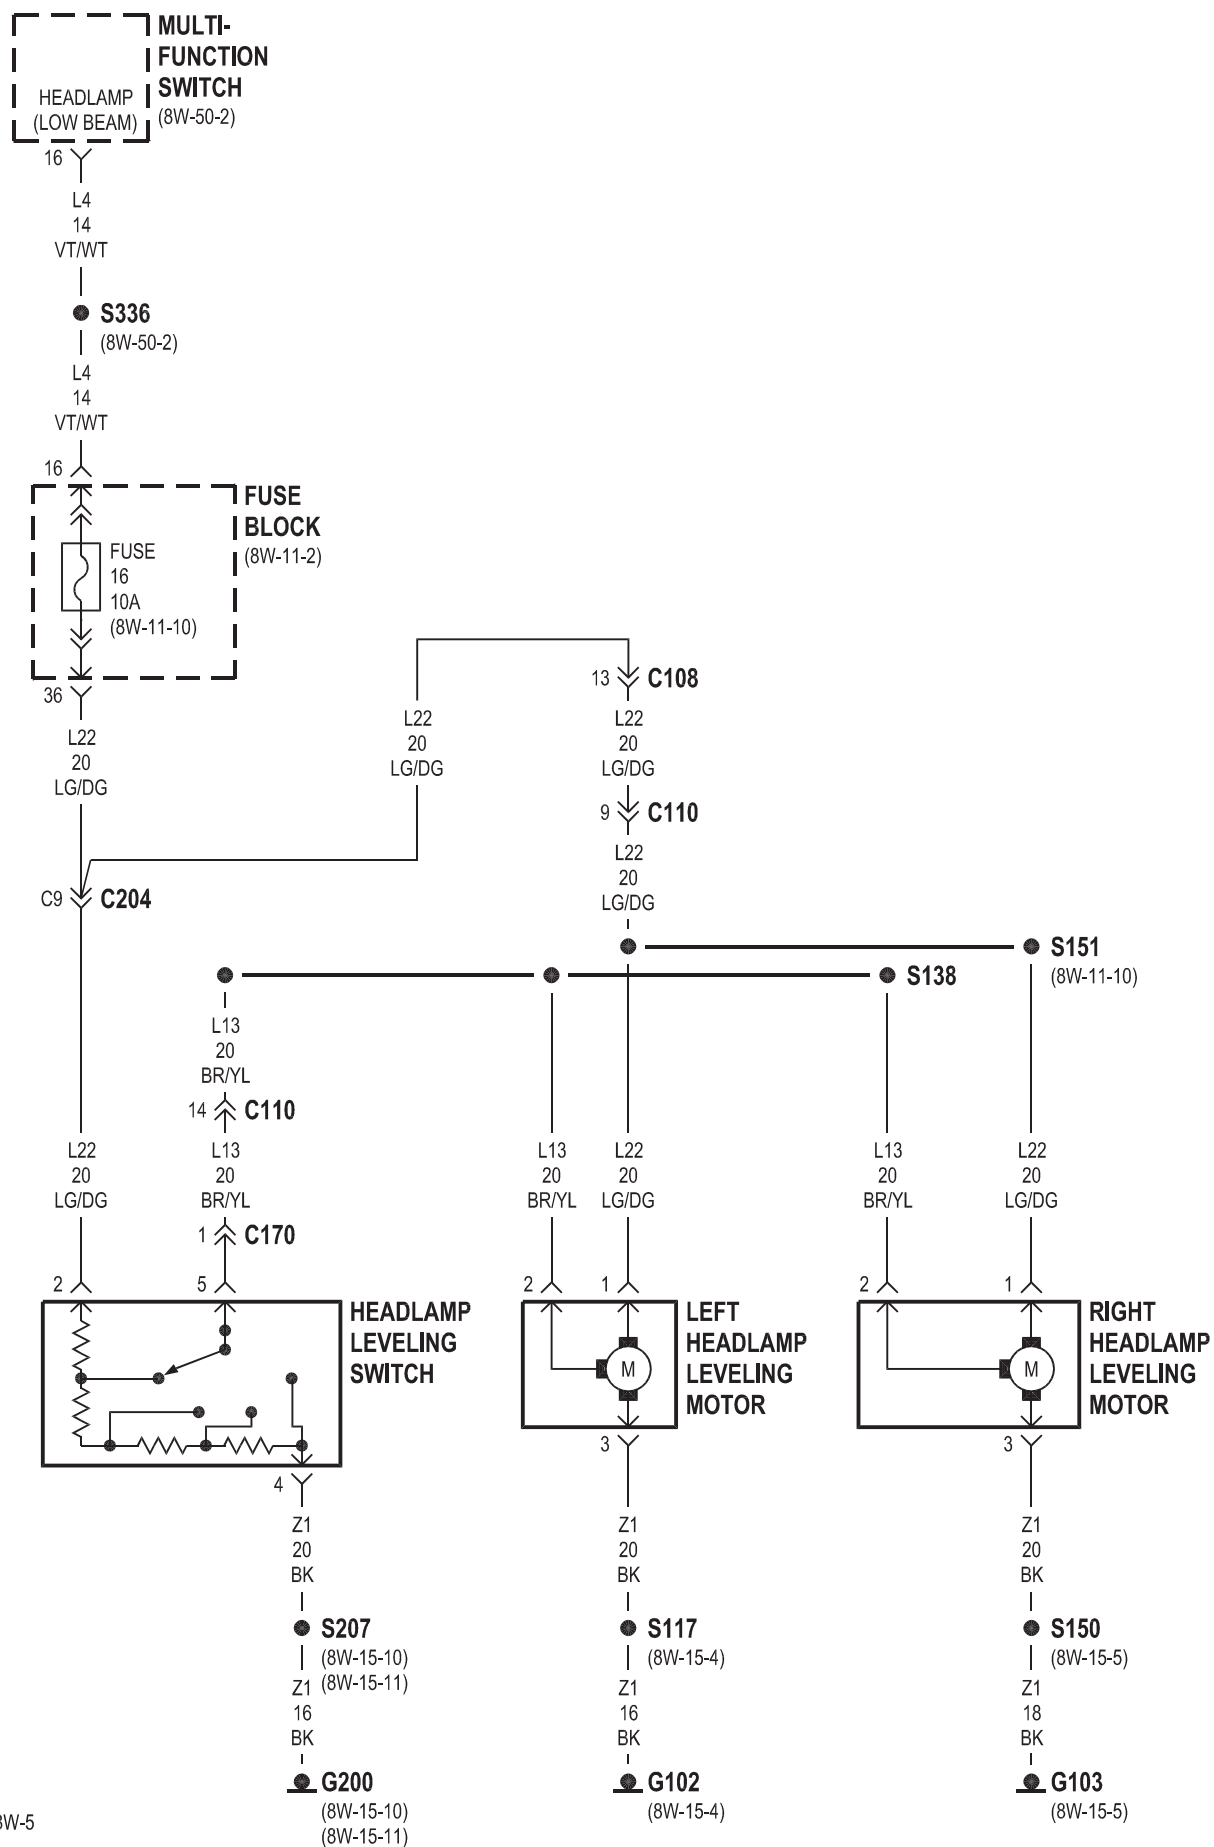 MULTI-
FUNCTION
SWITCH
(8W-50-2)
HEADLAMP
(LOW BEAM)
16
L4
14
VT/WT
S336
(8W-50-2)
L4
14
VT/WT
16
FUSE
BLOCK
(8W-11-2)
FUSE
16
10A
(8W-11-10)
36
L22
20
LG/DG
L22
20
LG/DG
13
C108
L22
20
LG/DG
9
C110
L22
20
LG/DG
C9
C204
S151
(8W-11-10)
S138
L13
20
BR/YL
14
C110
L22
20
LG/DG
L13
20
BR/YL
L13
20
BR/YL
L22
20
LG/DG
L13
20
BR/YL
L22
20
LG/DG
1
C170
2
5
2
1
2
1
HEADLAMP
LEVELING
SWITCH
M
LEFT
HEADLAMP
LEVELING
MOTOR
M
RIGHT
HEADLAMP
LEVELING
MOTOR
4
3
3
Z1
20
BK
Z1
20
BK
Z1
20
BK
S207
(8W-15-10)
(8W-15-11)
S117
(8W-15-4)
S150
(8W-15-5)
Z1
16
BK
Z1
16
BK
Z1
18
BK
G200
(8W-15-10)
(8W-15-11)
G102
(8W-15-4)
G103
(8W-15-5)
W-5